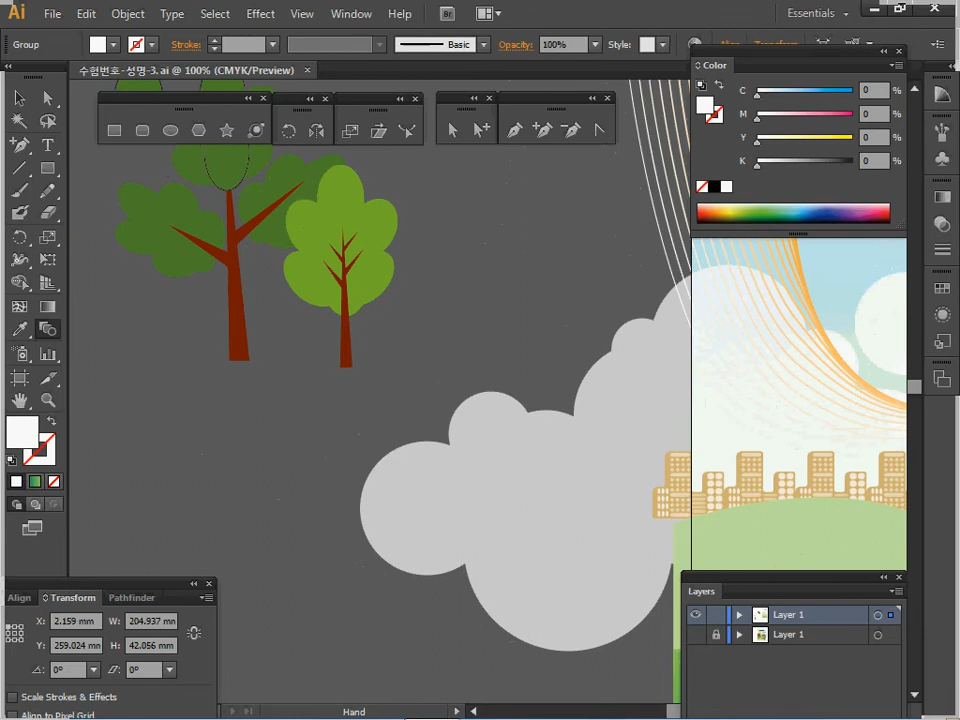 Ai File Edit Object Type Select Effect View Window Help Br Essentials
Group Stroke: Basic Opacity: 100% Style:
수험번호-성명-3.ai @ 100% (CMYK/Preview) ×
Color
C 0 %
M 0 %
Y 0 %
K 0 %
Align Transform Pathfinder
X: 2.159 mm W: 204.937 mm
Y: 259.024 mm H: 42.056 mm
0° 0°
Scale Strokes & Effects
Align to Pixel Grid
Layers
Layer 1
Layer 1
Hand